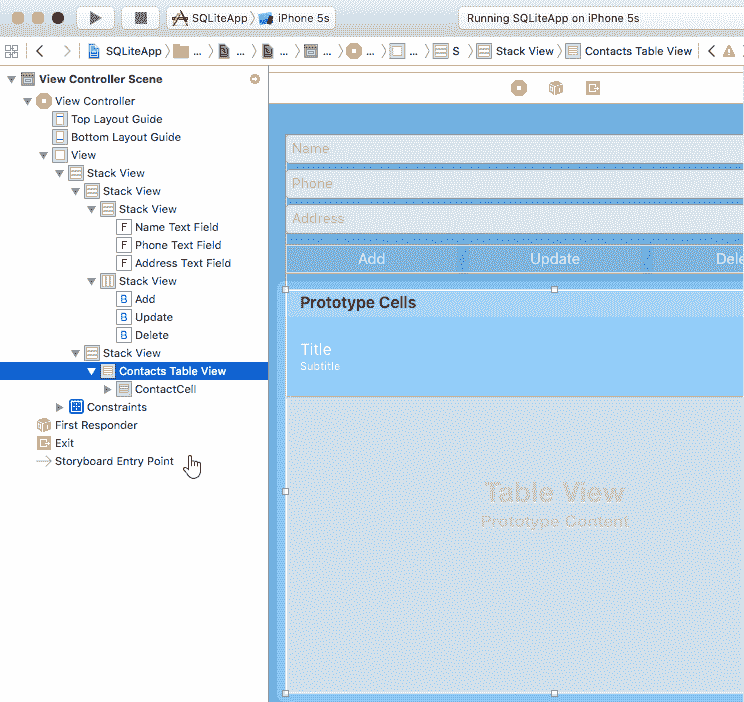 SQLiteApp iPhone 5s Running SQLiteApp on iPhone 5s
SQLiteApp ... ... ... ... ... ... S Stack View Contacts Table View
View Controller Scene
View Controller
Top Layout Guide
Bottom Layout Guide
View
Stack View
Stack View
Stack View
F Name Text Field
F Phone Text Field
F Address Text Field
Stack View
B Add
B Update
B Delete
Stack View
Contacts Table View
ContactCell
Constraints
First Responder
Exit
Storyboard Entry Point
Name
Phone
Address
Add Update Dele
Prototype Cells
Title
Subtitle
Table View
Prototype Content